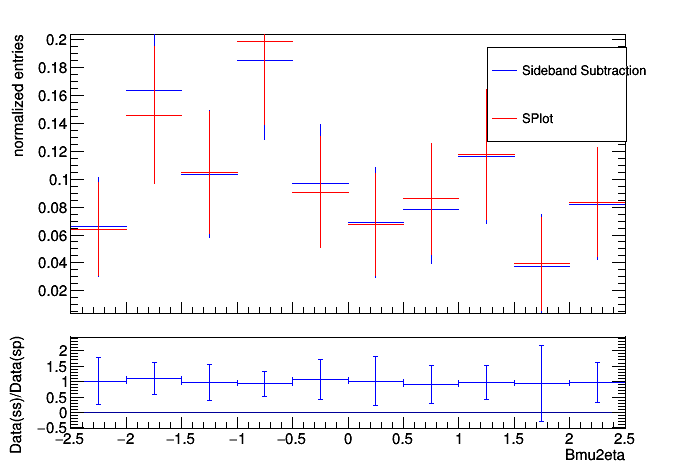 normalized entries
0.2
0.18
0.16
0.14
0.12
0.1
0.08
0.06
0.04
0.02
Sideband Subtraction
SPlot
Data(ss)/Data(sp)
2
1.5
1
0.5
0
−0.5
−2.5 −2 −1.5 −1 −0.5 0 0.5 1 1.5 2 2.5
Bmu2eta